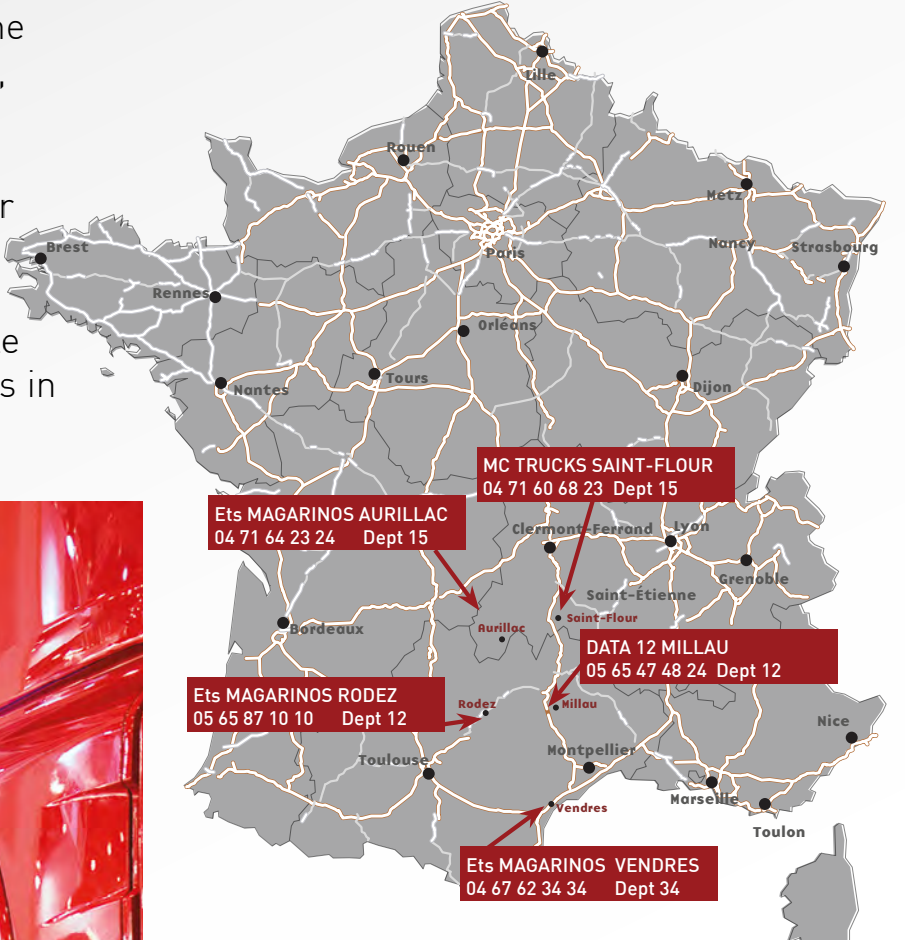 ne
,
r
e
s in
Lille
Rouen
Metz
Paris
Nancy
Strasbourg
Brest
Rennes
Orléans
Tours
Nantes
Dijon
MC TRUCKS SAINT-FLOUR
04 71 60 68 23 Dept 15
Ets MAGARINOS AURILLAC
04 71 64 23 24 Dept 15
Clermont-Ferrand
Lyon
Grenoble
Saint-Étienne
Saint-Flour
Aurillac
Bordeaux
DATA 12 MILLAU
05 65 47 48 24 Dept 12
Ets MAGARINOS RODEZ
05 65 87 10 10 Dept 12
Rodez
Millau
Nice
Montpellier
Toulouse
Marseille
Vendres
Toulon
Ets MAGARINOS VENDRES
04 67 62 34 34 Dept 34